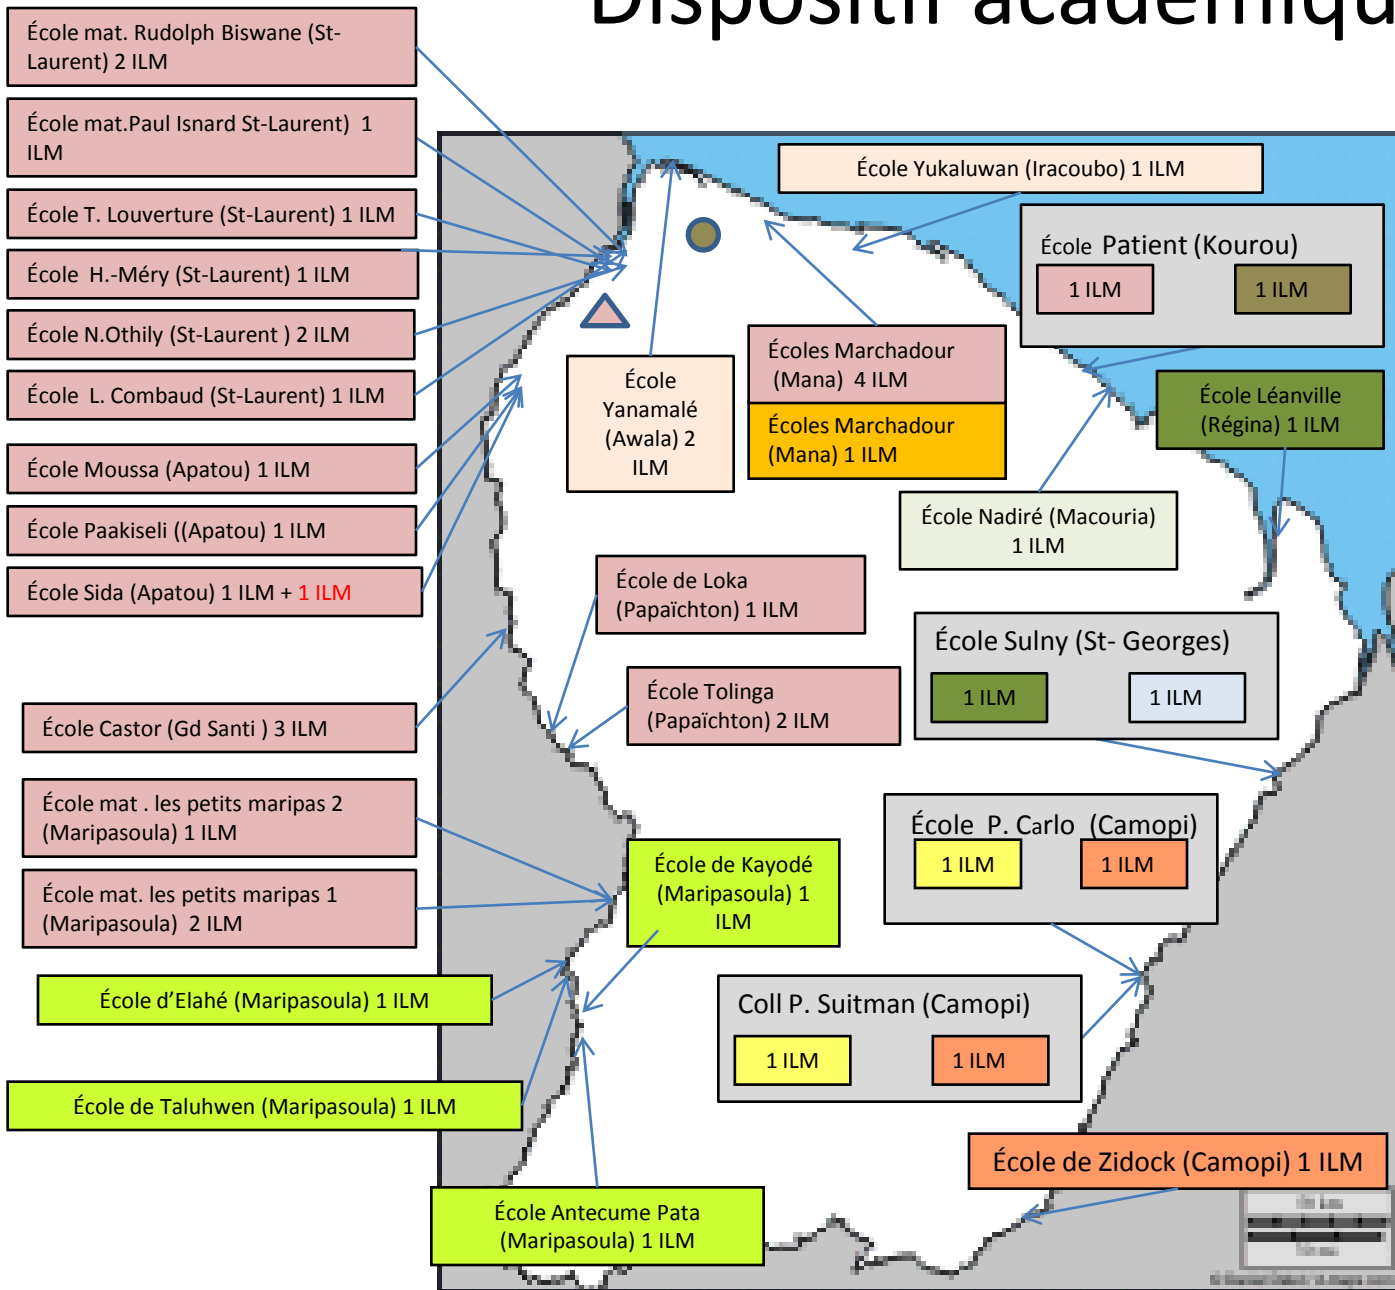 Dispositif académiqu
École mat. Rudolph Biswane (St-
Laurent) 2 ILM
École mat.Paul Isnard St-Laurent) 1
ILM
École T. Louverture (St-Laurent) 1 ILM
École H.-Méry (St-Laurent) 1 ILM
École N.Othily (St-Laurent ) 2 ILM
École L. Combaud (St-Laurent) 1 ILM
École Moussa (Apatou) 1 ILM
École Paakiseli ((Apatou) 1 ILM
École Sida (Apatou) 1 ILM + 1 ILM
École Castor (Gd Santi ) 3 ILM
École mat . les petits maripas 2
(Maripasoula) 1 ILM
École mat. les petits maripas 1
(Maripasoula) 2 ILM
École d’Elahé (Maripasoula) 1 ILM
École de Taluhwen (Maripasoula) 1 ILM
École Antecume Pata
(Maripasoula) 1 ILM
École de Kayodé
(Maripasoula) 1
ILM
École
Yanamalé
(Awala) 2
ILM
École de Loka
(Papaïchton) 1 ILM
École Tolinga
(Papaïchton) 2 ILM
École Yukaluwan (Iracoubo) 1 ILM
Écoles Marchadour
(Mana) 4 ILM
Écoles Marchadour
(Mana) 1 ILM
École Patient (Kourou)
1 ILM
1 ILM
École Léanville
(Régina) 1 ILM
École Nadiré (Macouria)
1 ILM
École Sulny (St- Georges)
1 ILM
1 ILM
École P. Carlo (Camopi)
1 ILM
1 ILM
Coll P. Suitman (Camopi)
1 ILM
1 ILM
École de Zidock (Camopi) 1 ILM